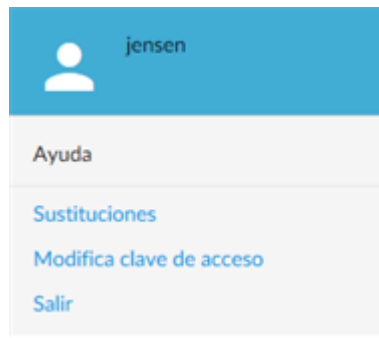 jensen
Ayuda
Sustituciones
Modifica clave de acceso
Salir